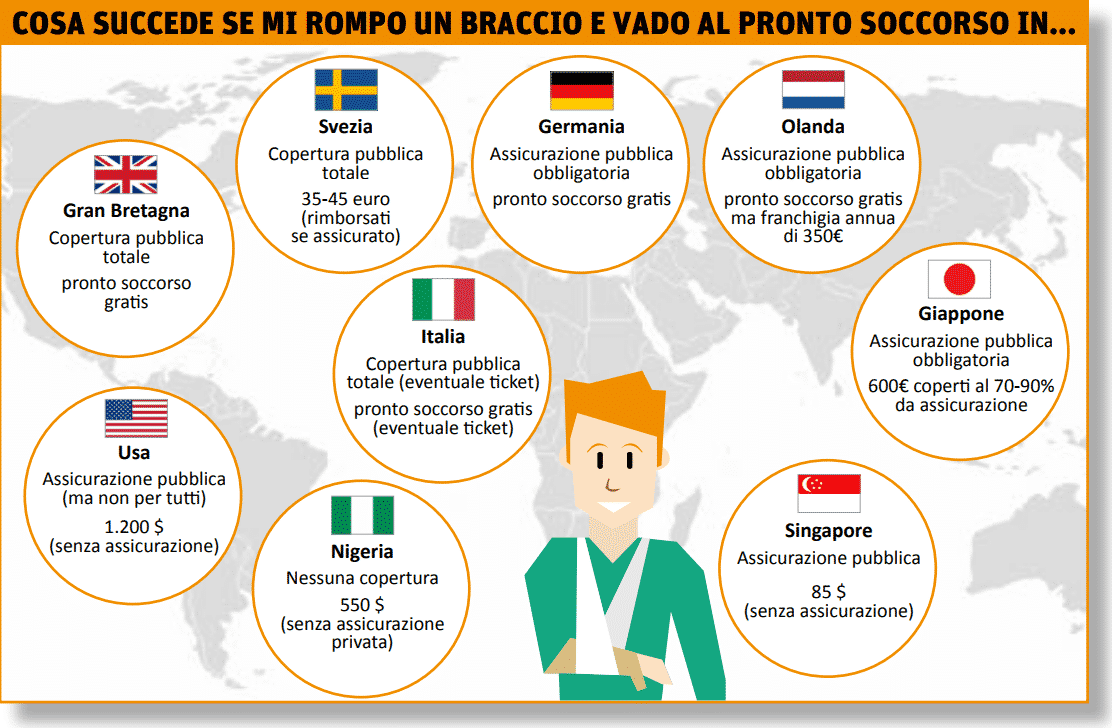 COSA SUCCEDE SE MI ROMPO UN BRACCIO E VADO AL PRONTO SOCCORSO IN...
Svezia
Copertura pubblica
totale
35-45 euro
(rimborsati
se assicurato)
Germania
Assicurazione pubblica
obbligatoria
pronto soccorso gratis
Olanda
Assicurazione pubblica
obbligatoria
pronto soccorso gratis
ma franchigia annua
di 350€
Gran Bretagna
Copertura pubblica
totale
pronto soccorso
gratis
Italia
Copertura pubblica
totale (eventuale ticket)
pronto soccorso gratis
(eventuale ticket)
Giappone
Assicurazione pubblica
obbligatoria
600€ coperti al 70-90%
da assicurazione
Usa
Assicurazione pubblica
(ma non per tutti)
1.200 $
(senza assicurazione)
Nigeria
Nessuna copertura
550 $
(senza assicurazione
privata)
Singapore
Assicurazione pubblica
85 $
(senza assicurazione)